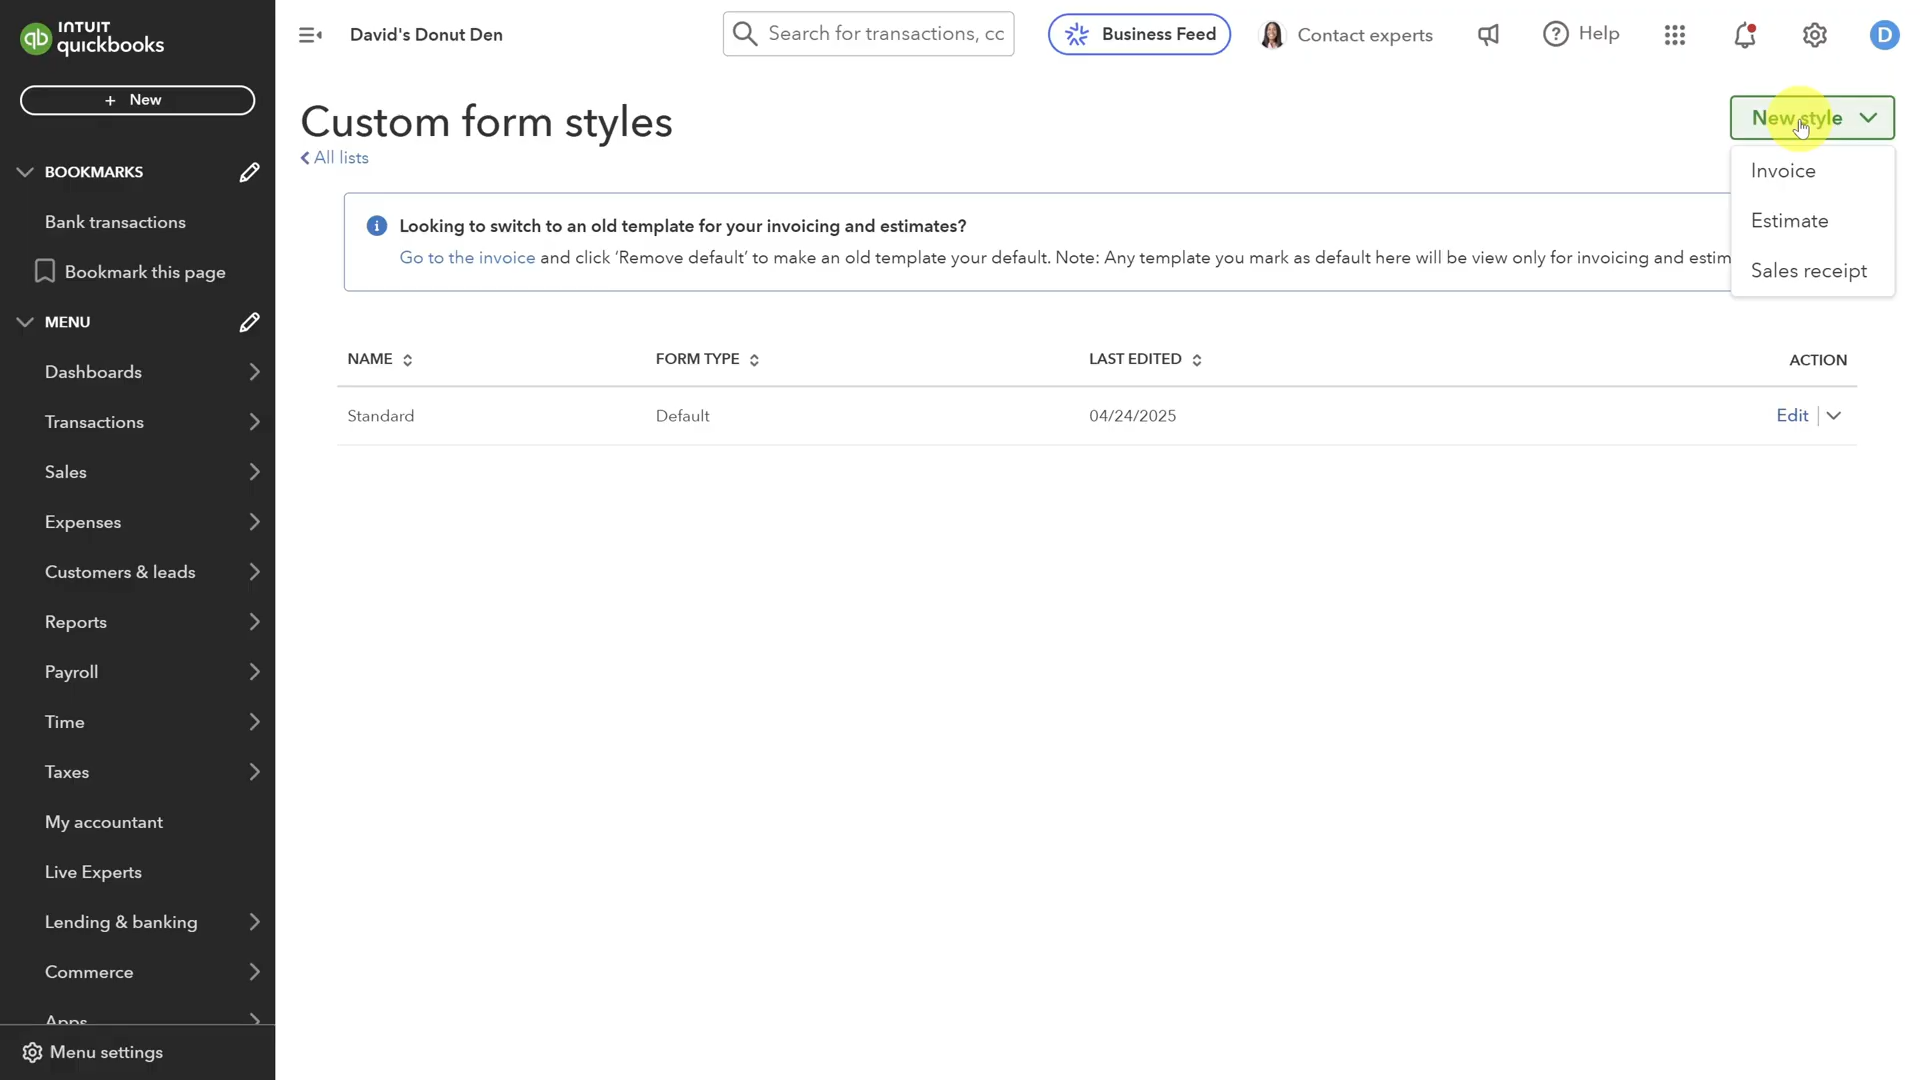 INTUIT
quickbooks
David's Donut Den
Search for transactions, cc
Business Feed
Contact experts
Help
D
+ New
Custom form styles
All lists
New style
Invoice
Estimate
Sales receipt
BOOKMARKS
Bank transactions
Bookmark this page
MENU
Dashboards
Transactions
Sales
Expenses
Customers & leads
Reports
Payroll
Time
Taxes
My accountant
Live Experts
Lending & banking
Commerce
Apps
Menu settings
Looking to switch to an old template for your invoicing and estimates?
Go to the invoice and click ‘Remove default’ to make an old template your default. Note: Any template you mark as default here will be view only for invoicing and estim
NAME FORM TYPE LAST EDITED ACTION
Standard Default 04/24/2025 Edit